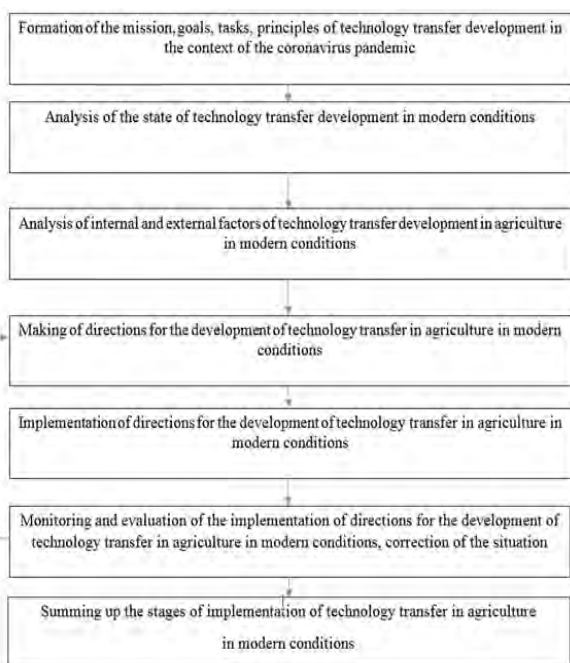 Formation of the mission, goals, tasks, principles of technology transfer development in
the context of the coronavirus pandemic
Analysis of the state of technology transfer development in modern conditions
Analysis of internal and external factors of technology transfer development in agriculture
in modern conditions
Making of directions for the development of technology transfer in agriculture in modern
conditions
Implementation of directions for the development of technology transfer in agriculture in
modern conditions
Monitoring and evaluation of the implementation of directions for the development of
technology transfer in agriculture in modern conditions, correction of the situation
Summing up the stages of implementation of technology transfer in agriculture
in modern conditions